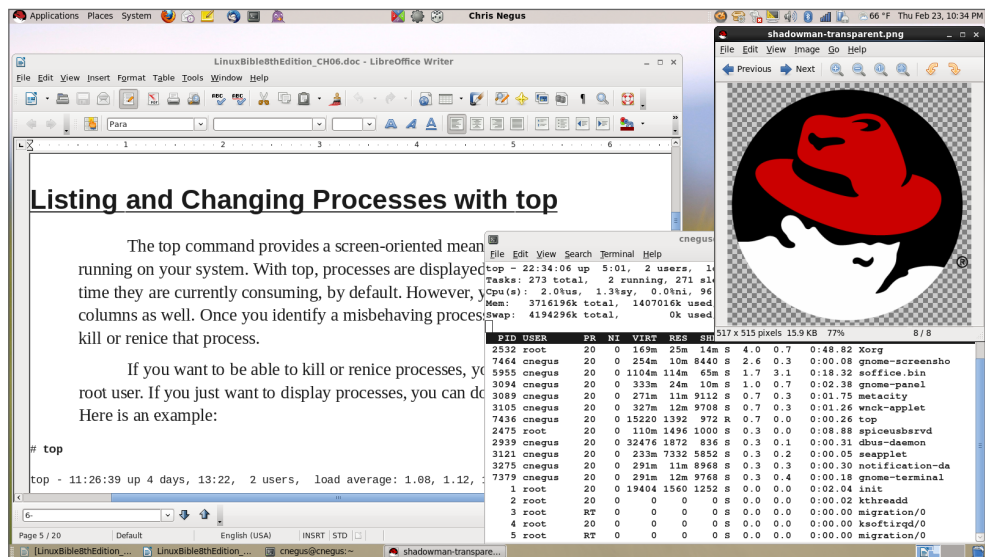 Applications Places System Chris Negus 66 °F Thu Feb 23, 10:34 PM
LinuxBible8thEdition_CH06.doc - LibreOffice Writer
File Edit View Insert Format Table Tools Window Help
Para
1 2 3 4 5 6
Listing and Changing Processes with top
The top command provides a screen-oriented mean
running on your system. With top, processes are displayed
time they are currently consuming, by default. However, y
columns as well. Once you identify a misbehaving proces
kill or renice that process.
If you want to be able to kill or renice processes, yo
root user. If you just want to display processes, you can do
Here is an example:
# top
top - 11:26:39 up 4 days, 13:22, 2 users, load average: 1.08, 1.12, 1
6-
Page 5 / 20 Default English (USA) INSRT STD
shadowman-transparent.png
File Edit View Image Go Help
Previous Next
®
517 x 515 pixels 15.9 KB 77% 8 / 8
cnegus
File Edit View Search Terminal Help
top - 22:34:06 up 5:01, 2 users, l
Tasks: 273 total, 2 running, 271 sl
Cpu(s): 2.0%us, 1.3%sy, 0.0%ni, 96
Mem: 3716196k total, 1407016k used
Swap: 4194296k total, 0k used
PID USER PR NI VIRT RES SH
2532 root 20 0 169m 25m 14m S 4.0 0.7 0:48.82 Xorg
7464 cnegus 20 0 254m 10m 8440 S 2.6 0.3 0:00.08 gnome-screensho
5955 cnegus 20 0 1104m 114m 65m S 1.7 3.1 0:18.32 soffice.bin
3094 cnegus 20 0 333m 24m 10m S 1.0 0.7 0:02.38 gnome-panel
3089 cnegus 20 0 271m 11m 9112 S 0.7 0.3 0:01.75 metacity
3105 cnegus 20 0 327m 12m 9708 S 0.7 0.3 0:01.26 wnck-applet
7436 cnegus 20 0 15220 1392 972 R 0.7 0.0 0:00.26 top
2475 root 20 0 110m 1496 1000 S 0.3 0.0 0:08.88 spiceusbsrvd
2939 cnegus 20 0 32476 1872 836 S 0.3 0.1 0:00.31 dbus-daemon
3121 cnegus 20 0 233m 7332 5852 S 0.3 0.2 0:00.05 seapplet
3275 cnegus 20 0 291m 11m 8968 S 0.3 0.3 0:00.30 notification-da
7379 cnegus 20 0 291m 12m 9768 S 0.3 0.4 0:00.18 gnome-terminal
1 root 20 0 19404 1560 1252 S 0.0 0.0 0:02.04 init
2 root 20 0 0 0 0 S 0.0 0.0 0:00.02 kthreadd
3 root RT 0 0 0 0 S 0.0 0.0 0:00.00 migration/0
4 root 20 0 0 0 0 S 0.0 0.0 0:00.00 ksoftirqd/0
5 root RT 0 0 0 0 S 0.0 0.0 0:00.00 migration/0
[LinuxBible8thEdition_... LinuxBible8thEdition_... cnegus@cnegus:~ shadowman-transpare...